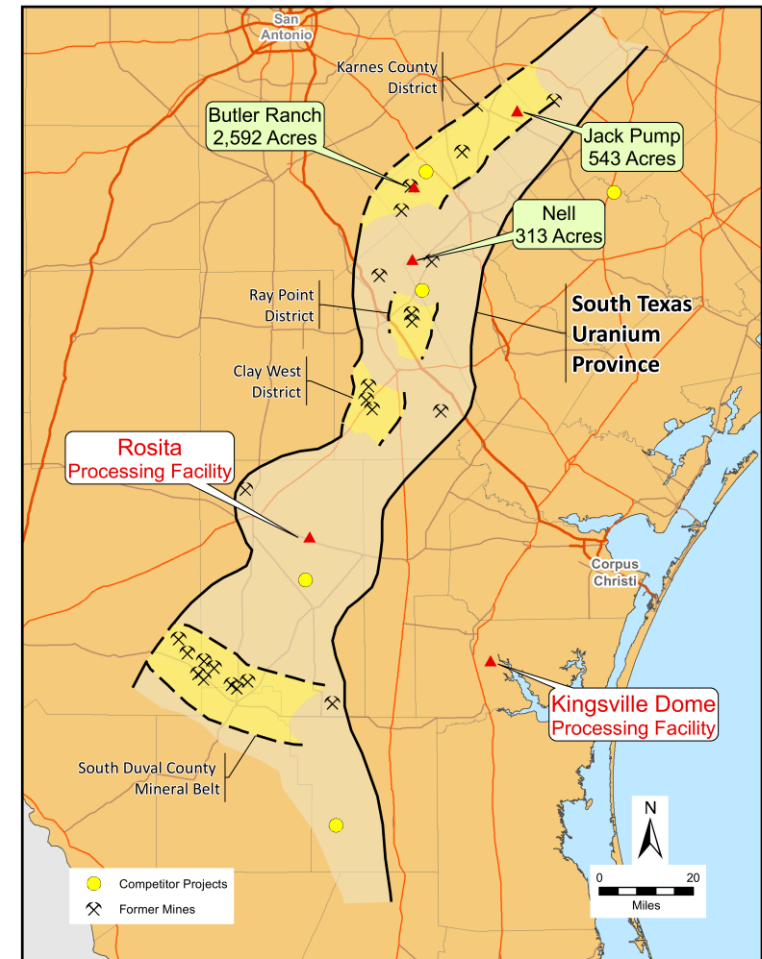 San
Antonio
Karnes County
District
Butler Ranch
2,592 Acres
Jack Pump
543 Acres
Nell
313 Acres
Ray Point
District
South Texas
Uranium
Province
Clay West
District
Rosita
Processing Facility
Corpus
Christi
Kingsville Dome
Processing Facility
South Duval County
Mineral Belt
N
0 20
Miles
Competitor Projects
Former Mines